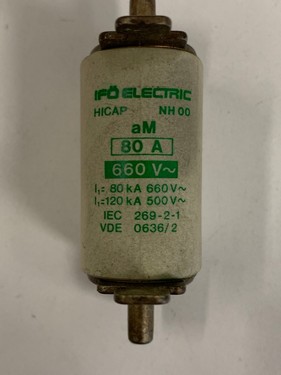 IFÖ ELECTRIC
HICAP NH 00
aM
80 A
660 V~
I₁= 80 kA 660 V~
I₁=120 kA 500 V~
IEC 269-2-1
VDE 0636/2